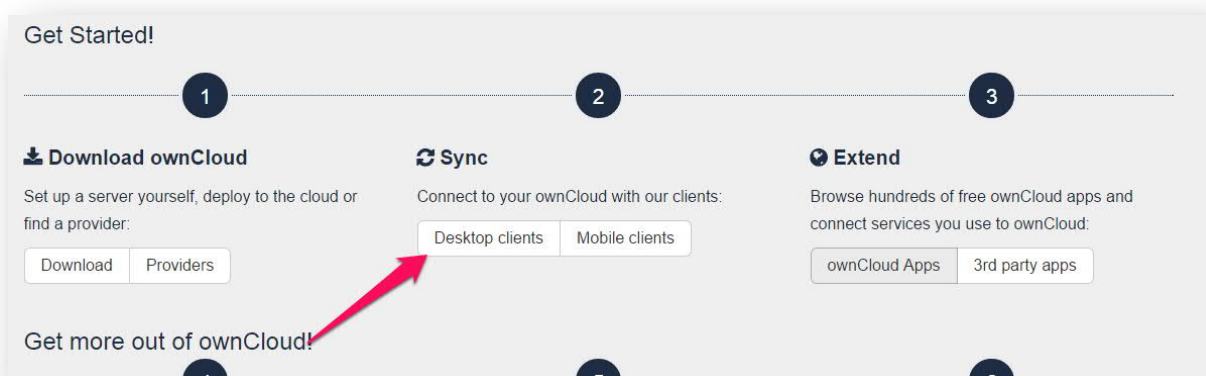 Get Started!
1
2
3
Download ownCloud
Set up a server yourself, deploy to the cloud or
find a provider:
Download Providers
Sync
Connect to your ownCloud with our clients:
Desktop clients Mobile clients
Extend
Browse hundreds of free ownCloud apps and
connect services you use to ownCloud:
ownCloud Apps 3rd party apps
Get more out of ownCloud!